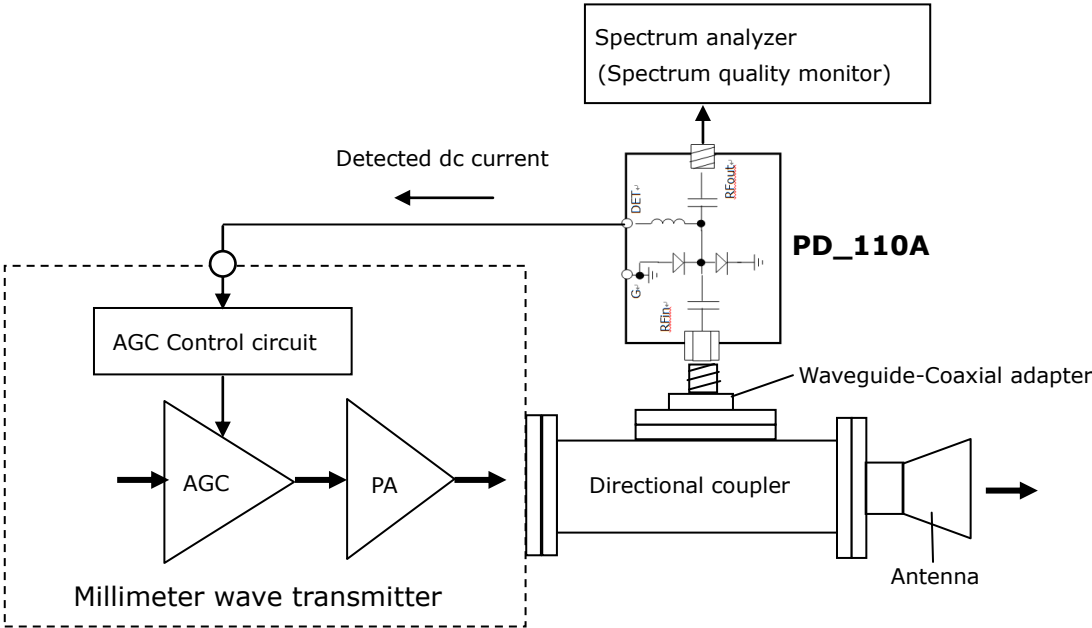 Spectrum analyzer
(Spectrum quality monitor)
Detected dc current
RFout
DET
PD_110A
G
RFin
AGC Control circuit
Waveguide-Coaxial adapter
AGC
PA
Directional coupler
Antenna
Millimeter wave transmitter